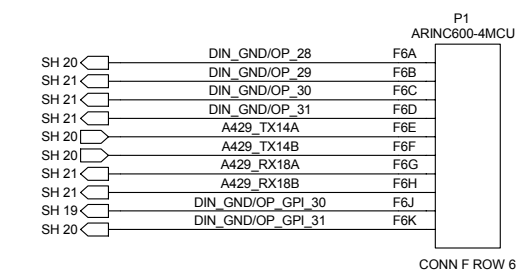 P1
ARINC600-4MCU
SH 20 DIN_GND/OP_28 F6A
SH 21 DIN_GND/OP_29 F6B
SH 21 DIN_GND/OP_30 F6C
SH 21 DIN_GND/OP_31 F6D
SH 20 A429_TX14A F6E
SH 20 A429_TX14B F6F
SH 21 A429_RX18A F6G
SH 21 A429_RX18B F6H
SH 19 DIN_GND/OP_GPI_30 F6J
SH 20 DIN_GND/OP_GPI_31 F6K
CONN F ROW 6